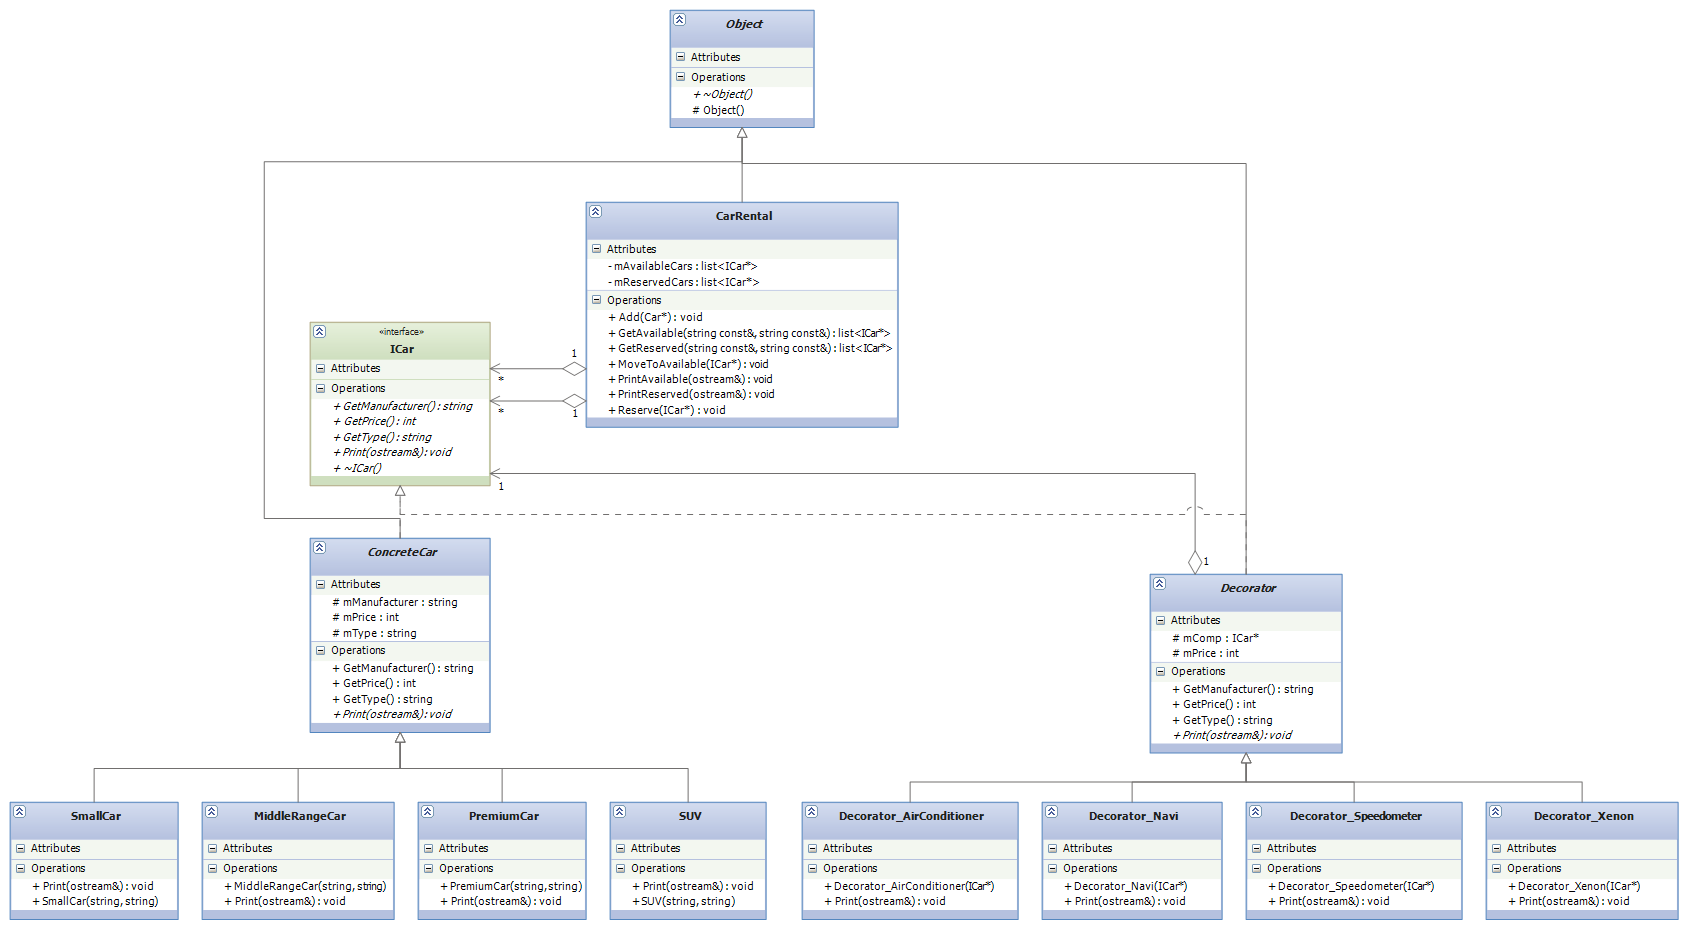 Object
Attributes
Operations
+ ~Object()
# Object()
CarRental
Attributes
- mAvailableCars : list<ICar*>
- mReservedCars : list<ICar*>
Operations
+ Add(Car*) : void
+ GetAvailable(string const&, string const&) : list<ICar*>
+ GetReserved(string const&, string const&) : list<ICar*>
+ MoveToAvailable(ICar*) : void
+ PrintAvailable(ostream&) : void
+ PrintReserved(ostream&) : void
+ Reserve(ICar*) : void
«interface»
ICar
Attributes
Operations
+ GetManufacturer() : string
+ GetPrice() : int
+ GetType() : string
+ Print(ostream&) : void
+ ~ICar()
1
*
*
1
1
1
ConcreteCar
Attributes
# mManufacturer : string
# mPrice : int
# mType : string
Operations
+ GetManufacturer() : string
+ GetPrice() : int
+ GetType() : string
+ Print(ostream&) : void
Decorator
Attributes
# mComp : ICar*
# mPrice : int
Operations
+ GetManufacturer() : string
+ GetPrice() : int
+ GetType() : string
+ Print(ostream&) : void
SmallCar
Attributes
Operations
+ Print(ostream&) : void
+ SmallCar(string, string)
MiddleRangeCar
Attributes
Operations
+ MiddleRangeCar(string, string)
+ Print(ostream&) : void
PremiumCar
Attributes
Operations
+ PremiumCar(string, string)
+ Print(ostream&) : void
SUV
Attributes
Operations
+ Print(ostream&) : void
+ SUV(string, string)
Decorator_AirConditioner
Attributes
Operations
+ Decorator_AirConditioner(ICar*)
+ Print(ostream&) : void
Decorator_Navi
Attributes
Operations
+ Decorator_Navi(ICar*)
+ Print(ostream&) : void
Decorator_Speedometer
Attributes
Operations
+ Decorator_Speedometer(ICar*)
+ Print(ostream&) : void
Decorator_Xenon
Attributes
Operations
+ Decorator_Xenon(ICar*)
+ Print(ostream&) : void